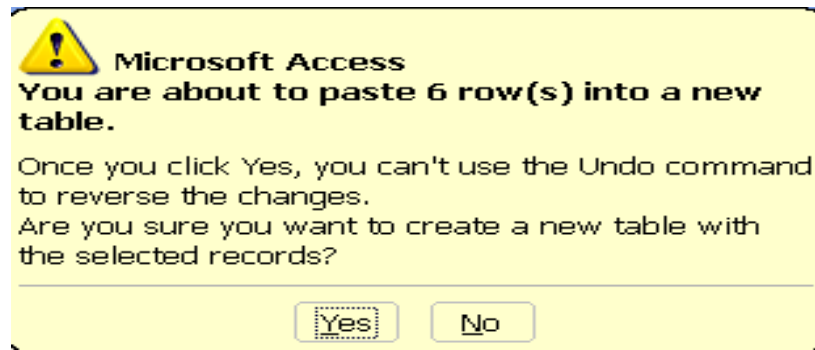 Microsoft Access
You are about to paste 6 row(s) into a new
table.
Once you click Yes, you can't use the Undo command
to reverse the changes.
Are you sure you want to create a new table with
the selected records?
Yes No